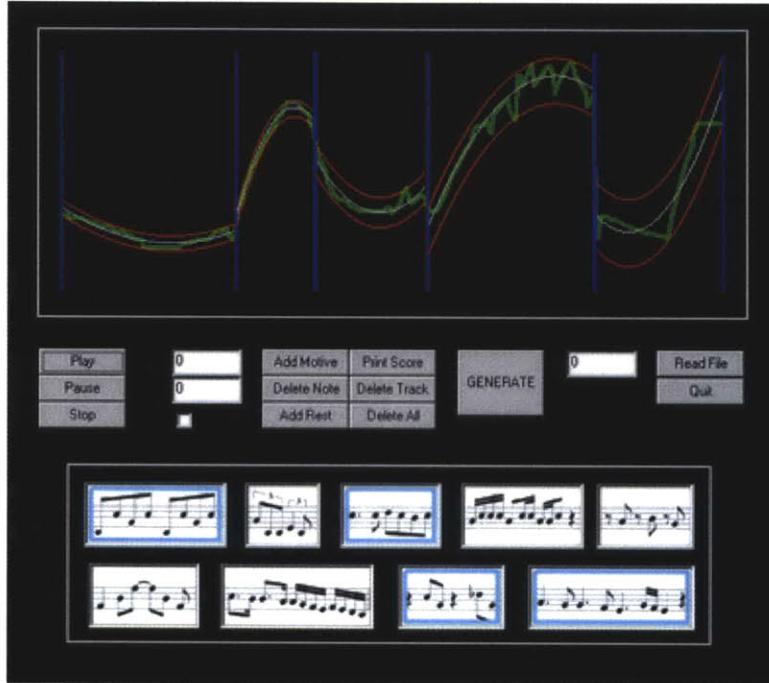 Play 0 Add Motive Print Score GENERATE 0 Read File
Pause 0 Delete Note Delete Track Quit
Stop Add Rest Delete All